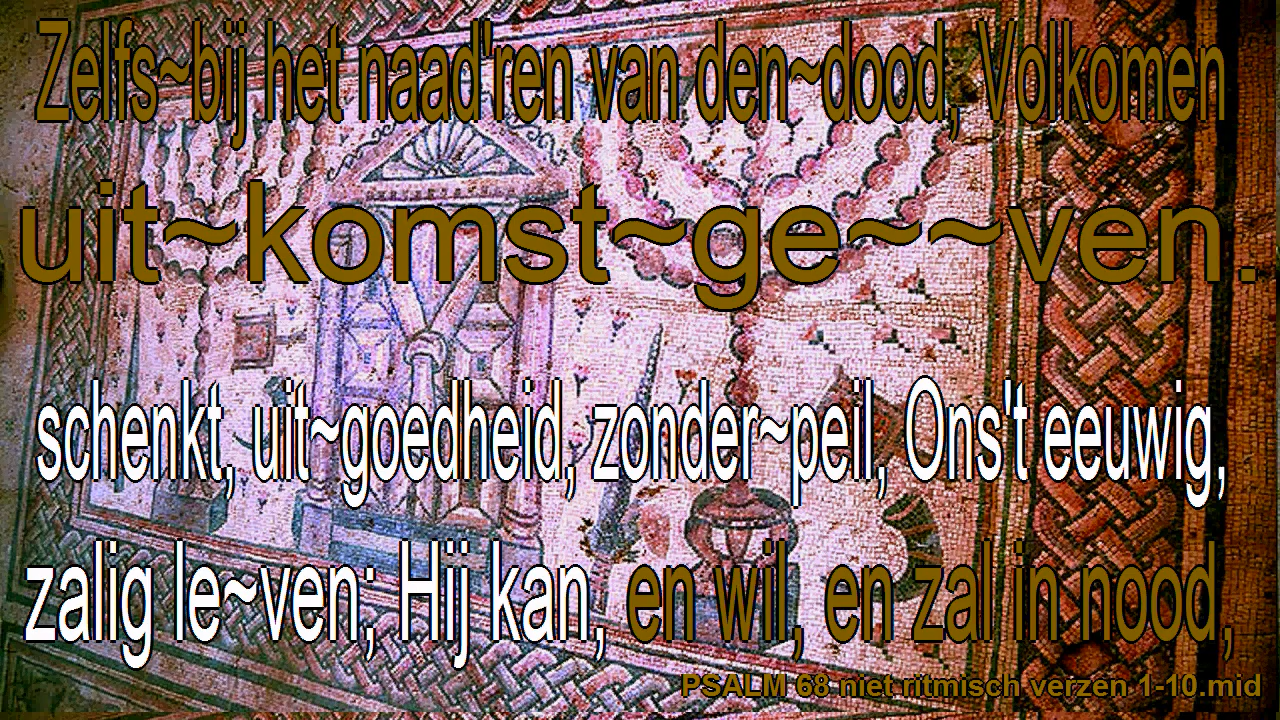 Zelfs~bij het naad'ren van den~dood, Volkomen
uit~komst~ge~~ven.
schenkt, uit~goedheid, zonder~peil, Ons't eeuwig,
zalig le~ven; Hij kan, en wil, en zal in nood,
PSALM 68 niet ritmisch verzen 1-10.mid